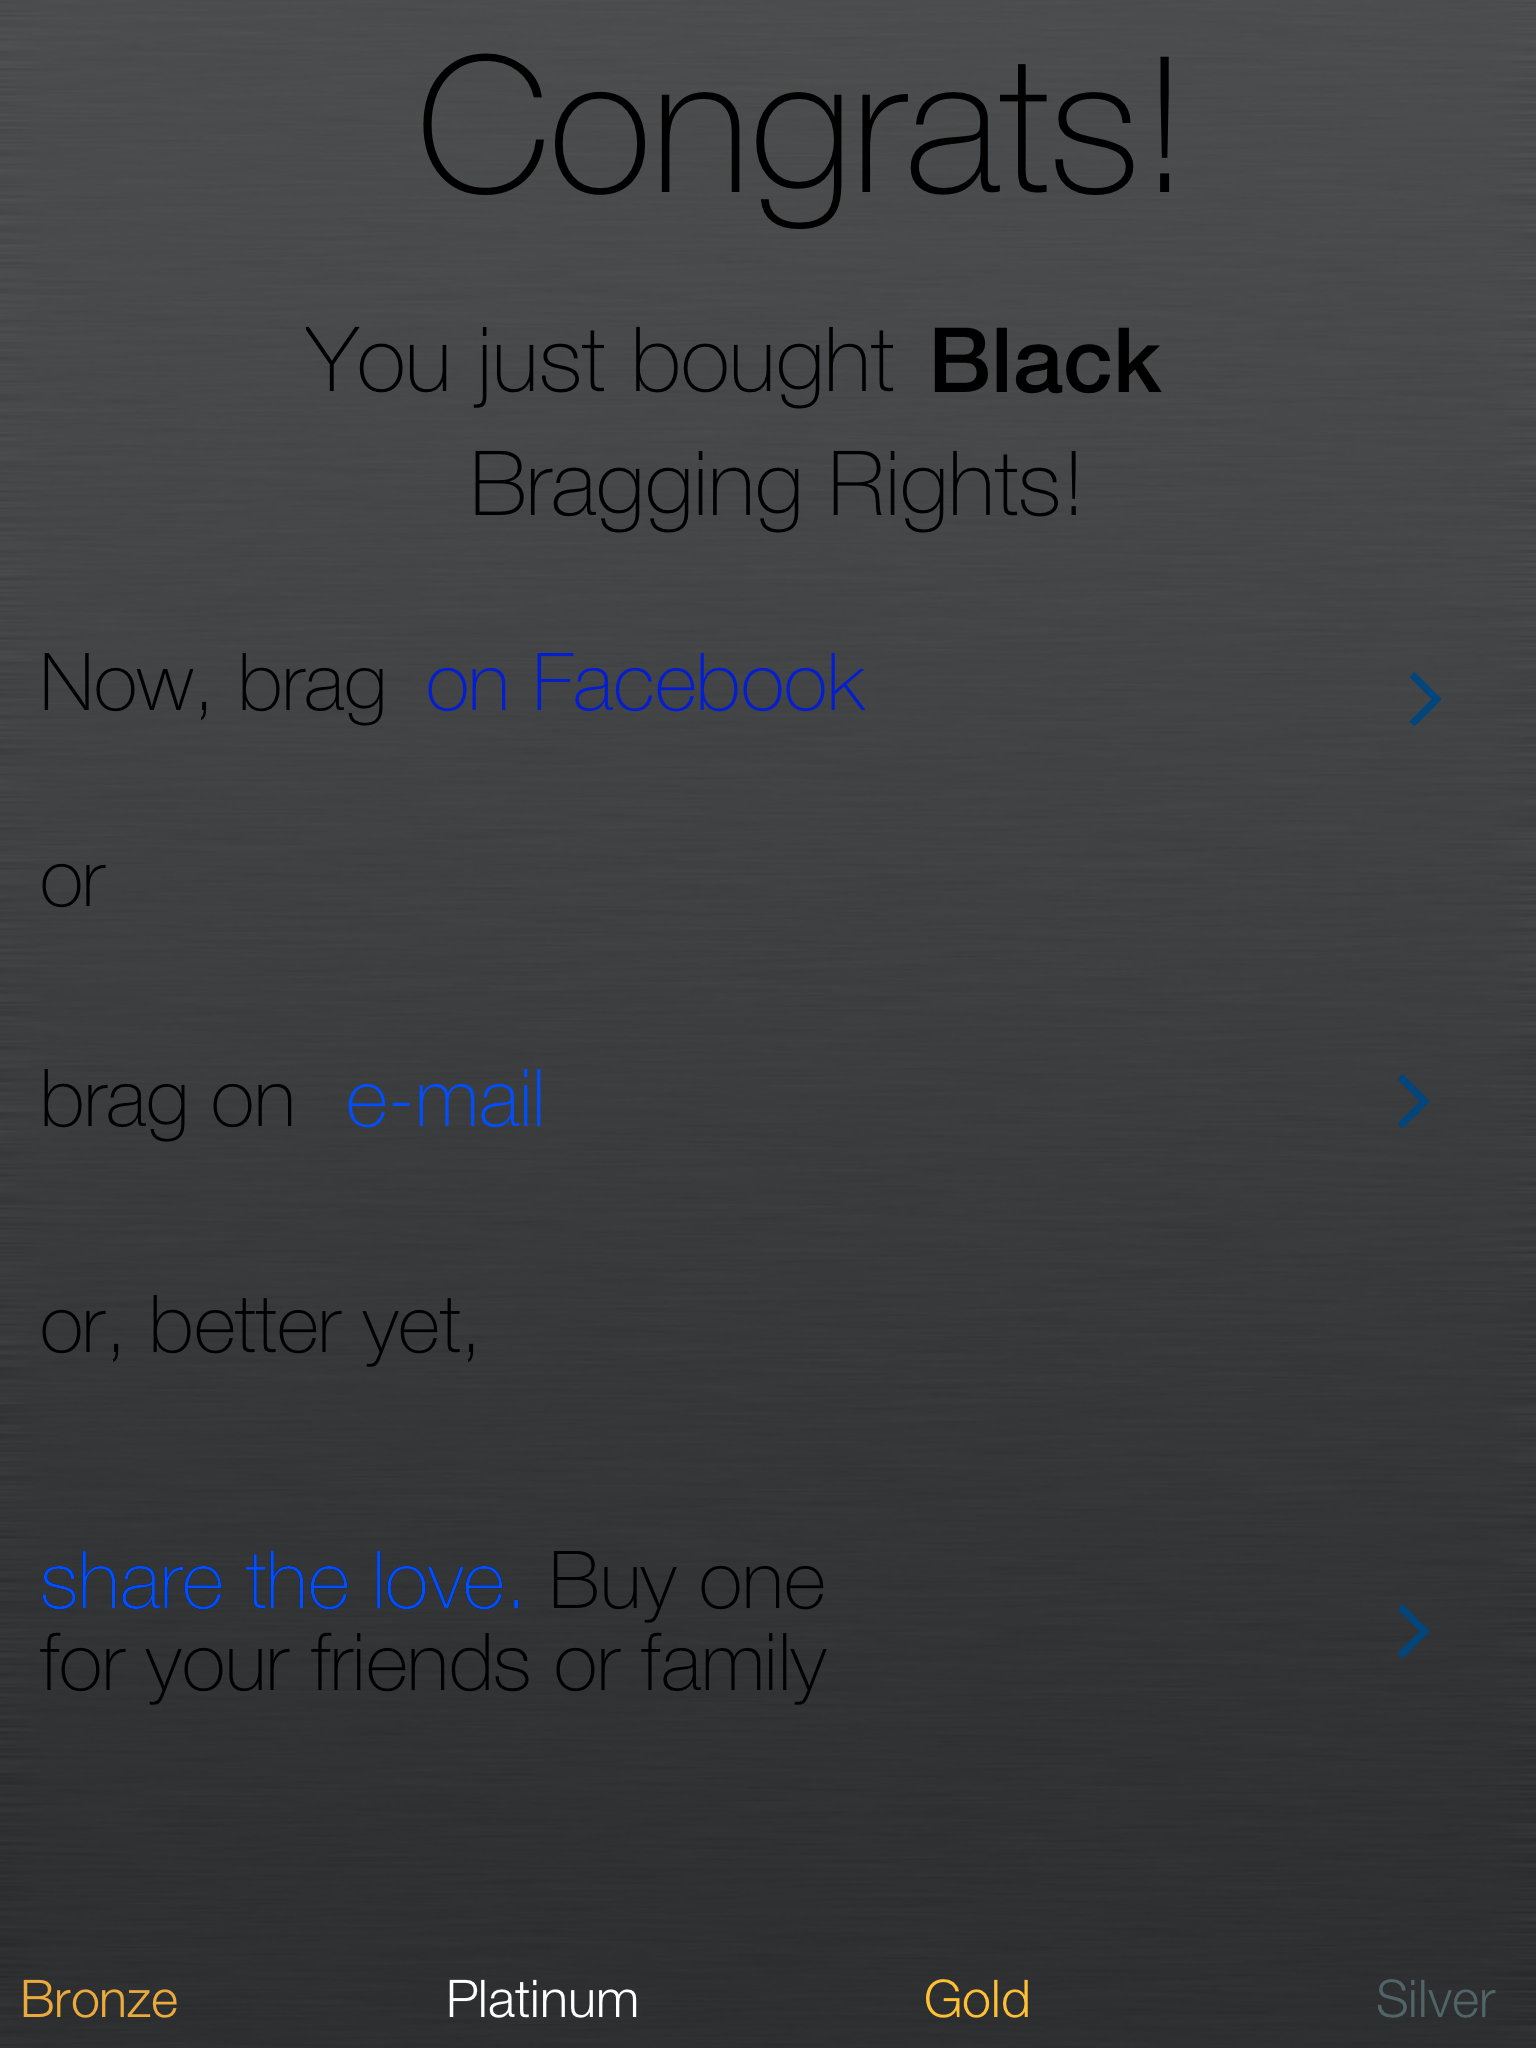 Congrats!
You just bought Black
Bragging Rights!
Now, brag on Facebook
or
brag on e-mail
or, better yet,
share the love. Buy one
for your friends or family
Bronze Platinum Gold Silver